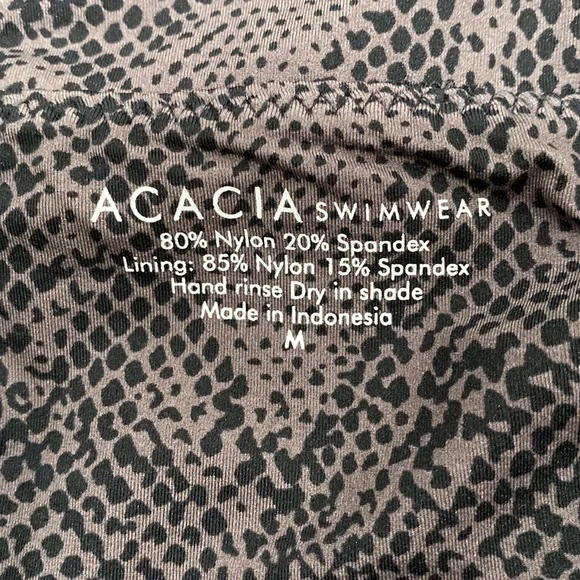 ACACIA SWIMWEAR
80% Nylon 20% Spandex
Lining: 85% Nylon 15% Spandex
Hand rinse Dry in shade
Made in Indonesia
M